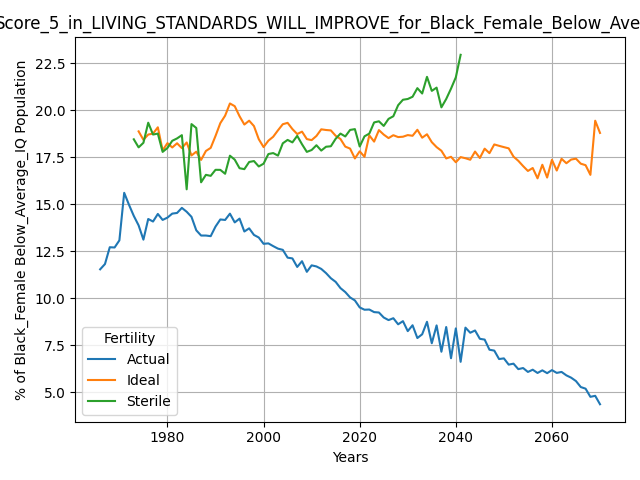 Score_5_in_LIVING_STANDARDS_WILL_IMPROVE_for_Black_Female_Below_Ave
% of Black_Female Below_Average_IQ Population
22.5
20.0
17.5
15.0
12.5
10.0
7.5
5.0
Fertility
Actual
Ideal
Sterile
1980
2000
2020
2040
2060
Years